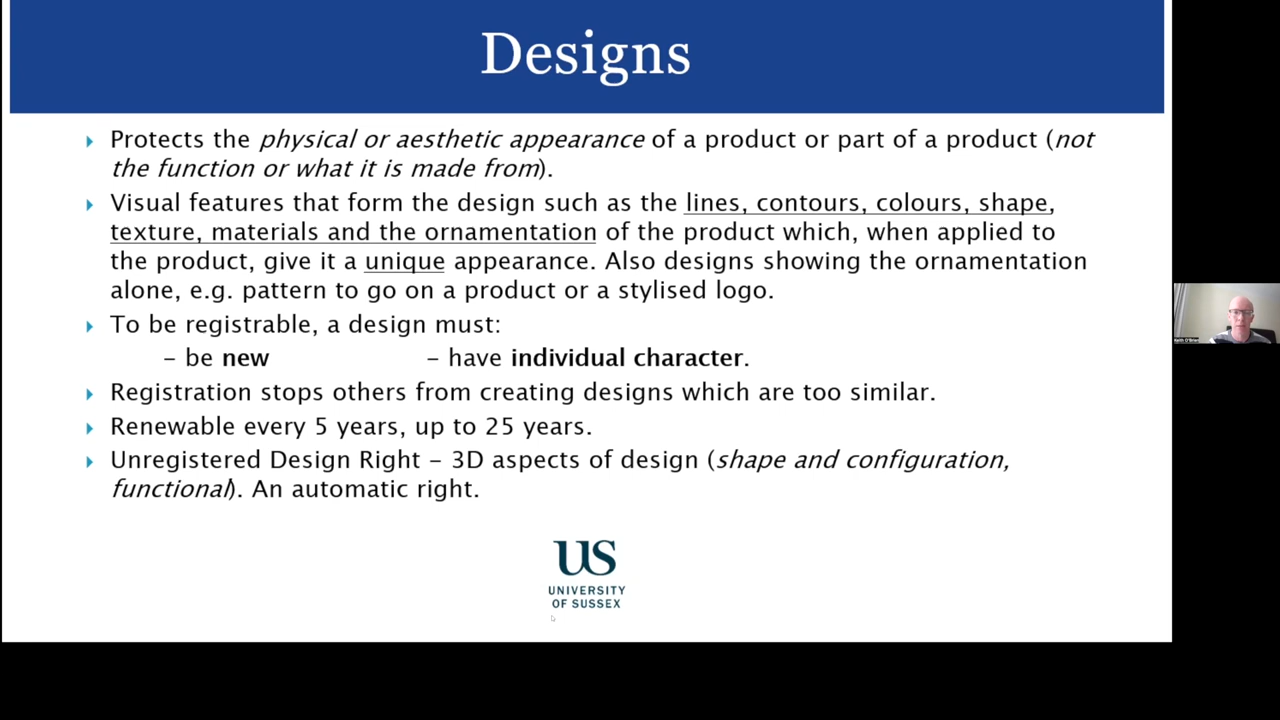 Designs
Protects the physical or aesthetic appearance of a product or part of a product (not
the function or what it is made from).
Visual features that form the design such as the lines, contours, colours, shape,
texture, materials and the ornamentation of the product which, when applied to
the product, give it a unique appearance. Also designs showing the ornamentation
alone, e.g. pattern to go on a product or a stylised logo.
To be registrable, a design must:
– be new – have individual character.
Registration stops others from creating designs which are too similar.
Renewable every 5 years, up to 25 years.
Unregistered Design Right – 3D aspects of design (shape and configuration,
functional). An automatic right.
US
UNIVERSITY
OF SUSSEX
Keith O'Brien